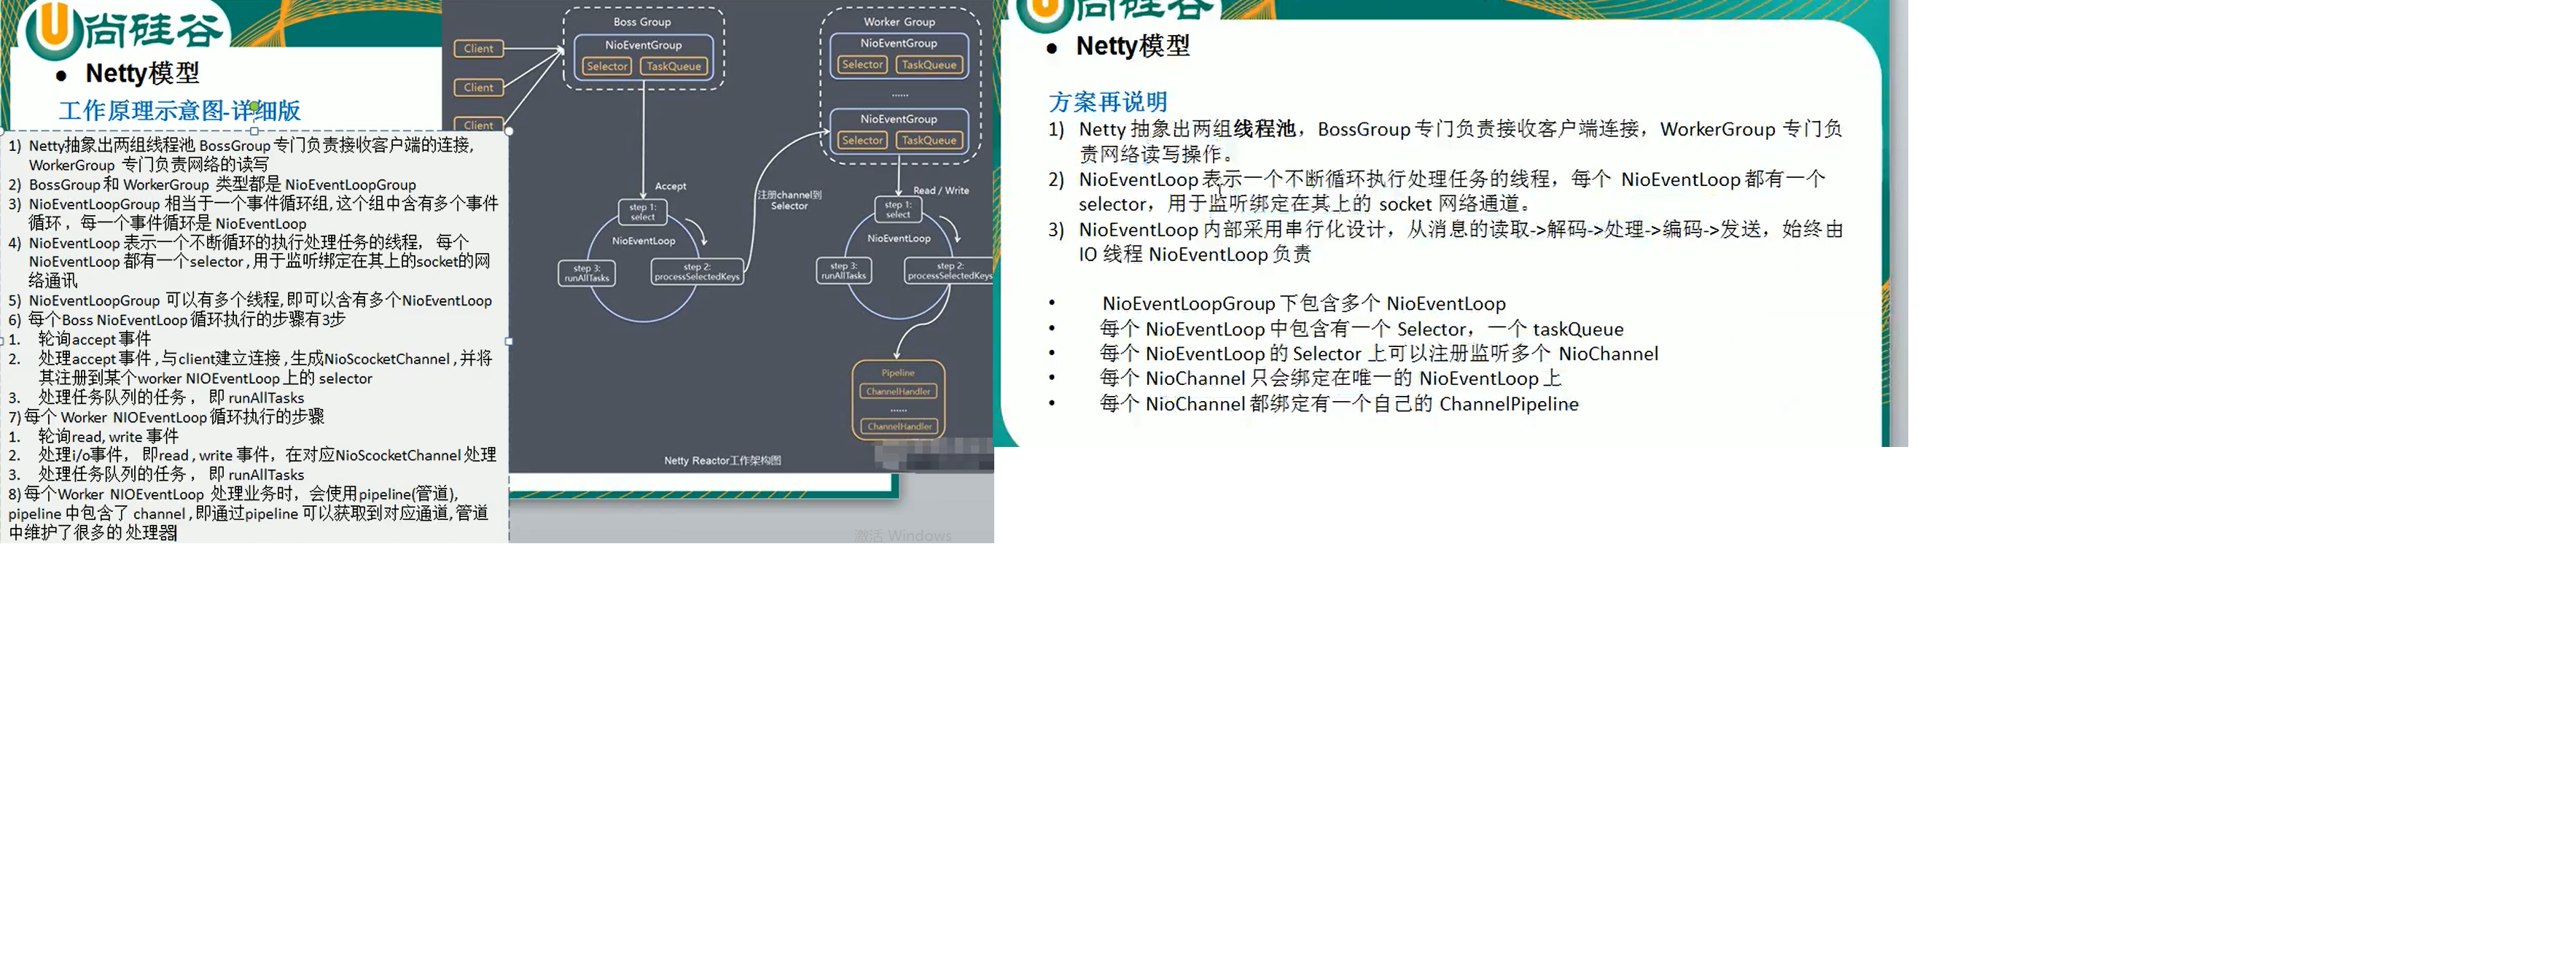 尚硅谷
Netty模型
工作原理示意图-详细版
1) Netty抽象出两组线程池 BossGroup 专门负责接收客户端的连接,
WorkerGroup 专门负责网络的读写
2) BossGroup 和 WorkerGroup 类型都是 NioEventLoopGroup
3) NioEventLoopGroup 相当于一个事件循环组, 这个组中含有多个事件
循环 , 每一个事件循环是 NioEventLoop
4) NioEventLoop 表示一个不断循环的执行处理任务的线程, 每个
NioEventLoop 都有一个selector , 用于监听绑定在其上的socket的网
络通讯
5) NioEventLoopGroup 可以有多个线程, 即可以含有多个NioEventLoop
6) 每个Boss NioEventLoop 循环执行的步骤有3步
1. 轮询accept 事件
2. 处理accept 事件 , 与client建立连接 , 生成NioScocketChannel , 并将
其注册到某个worker NIOEventLoop 上的 selector
3. 处理任务队列的任务 , 即 runAllTasks
7) 每个 Worker NIOEventLoop 循环执行的步骤
1. 轮询read, write 事件
2. 处理i/o事件, 即read , write 事件, 在对应NioScocketChannel 处理
3. 处理任务队列的任务 , 即 runAllTasks
8) 每个Worker NIOEventLoop 处理业务时, 会使用pipeline(管道),
pipeline 中包含了 channel , 即通过pipeline 可以获取到对应通道, 管道
中维护了很多的 处理器
Client
Client
Client
Boss Group
NioEventGroup
Selector TaskQueue
Accept
step 1:
select
NioEventLoop
step 3:
runAllTasks
step 2:
processSelectedKeys
注册channel到
Selector
Worker Group
NioEventGroup
Selector TaskQueue
......
NioEventGroup
Selector TaskQueue
Read / Write
step 1:
select
NioEventLoop
step 3:
runAllTasks
step 2:
processSelectedKeys
Pipeline
ChannelHandler
......
ChannelHandler
Netty Reactor工作架构图
激活 Windows
尚硅谷
Netty模型
方案再说明
1) Netty 抽象出两组线程池，BossGroup 专门负责接收客户端连接，WorkerGroup 专门负
责网络读写操作。
2) NioEventLoop 表示一个不断循环执行处理任务的线程，每个 NioEventLoop 都有一个
selector，用于监听绑定在其上的 socket 网络通道。
3) NioEventLoop 内部采用串行化设计，从消息的读取->解码->处理->编码->发送，始终由
IO 线程 NioEventLoop 负责
• NioEventLoopGroup 下包含多个 NioEventLoop
• 每个 NioEventLoop 中包含有一个 Selector，一个 taskQueue
• 每个 NioEventLoop 的 Selector 上可以注册监听多个 NioChannel
• 每个 NioChannel 只会绑定在唯一的 NioEventLoop 上
• 每个 NioChannel 都绑定有一个自己的 ChannelPipeline